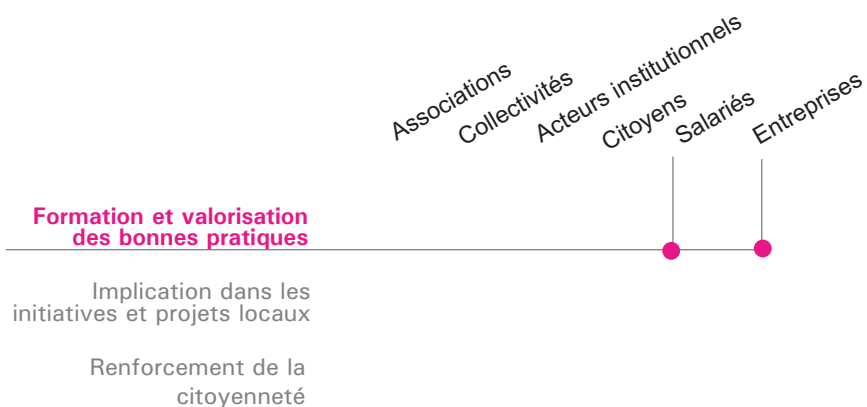 Associations
Collectivités
Acteurs institutionnels
Citoyens
Salariés
Entreprises
Formation et valorisation
des bonnes pratiques
Implication dans les
initiatives et projets locaux
Renforcement de la
citoyenneté